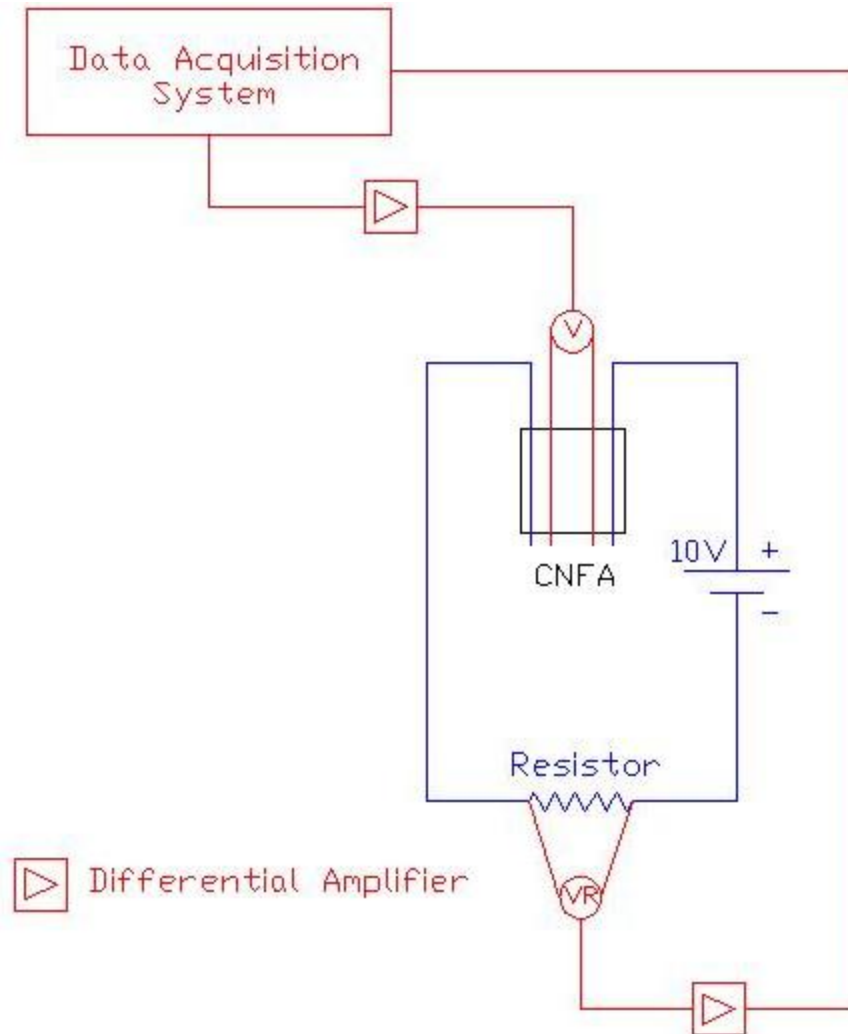 Data Acquisition
System
V
10V +
-
CNFA
Resistor
VR
Differential Amplifier